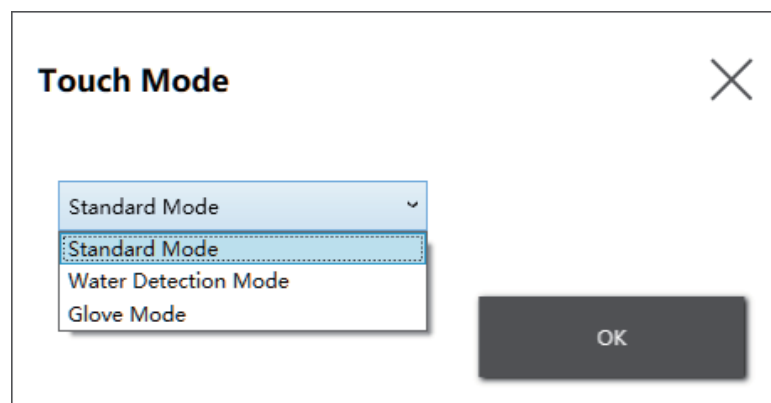 Touch Mode
Standard Mode
Standard Mode
Water Detection Mode
Glove Mode
OK